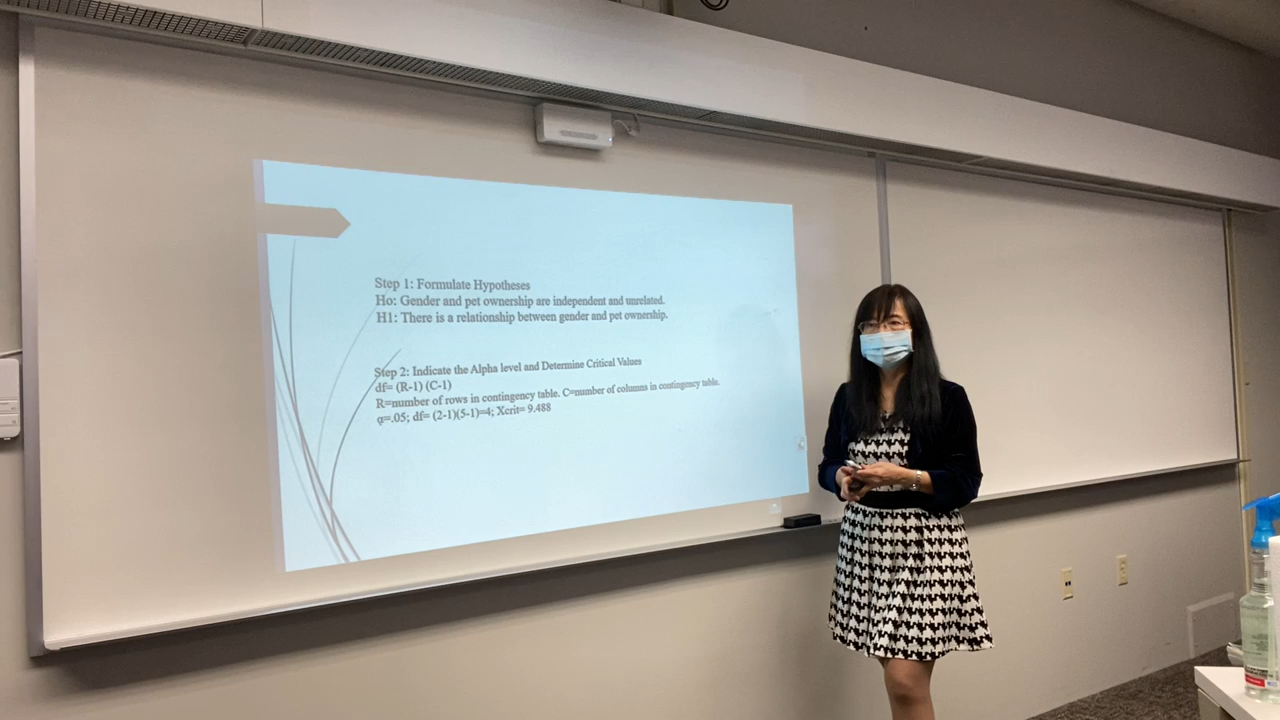 Step 1: Formulate Hypotheses
Ho: Gender and pet ownership are independent and unrelated.
H1: There is a relationship between gender and pet ownership.
Step 2: Indicate the Alpha level and Determine Critical Values
df= (R-1) (C-1)
R=number of rows in contingency table. C=number of columns in contingency table.
α=.05; df= (2-1)(5-1)=4; Xcrit= 9.488